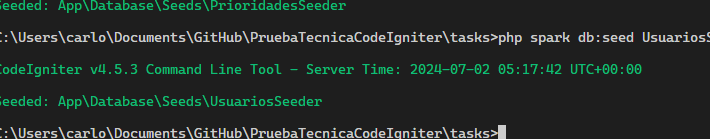 Seeded: App\Database\Seeds\PrioridadesSeeder
C:\Users\carlo\Documents\GitHub\PruebaTecnicaCodeIgniter\tasks>php spark db:seed UsuariosS
CodeIgniter v4.5.3 Command Line Tool - Server Time: 2024-07-02 05:17:42 UTC+00:00
Seeded: App\Database\Seeds\UsuariosSeeder
C:\Users\carlo\Documents\GitHub\PruebaTecnicaCodeIgniter\tasks>